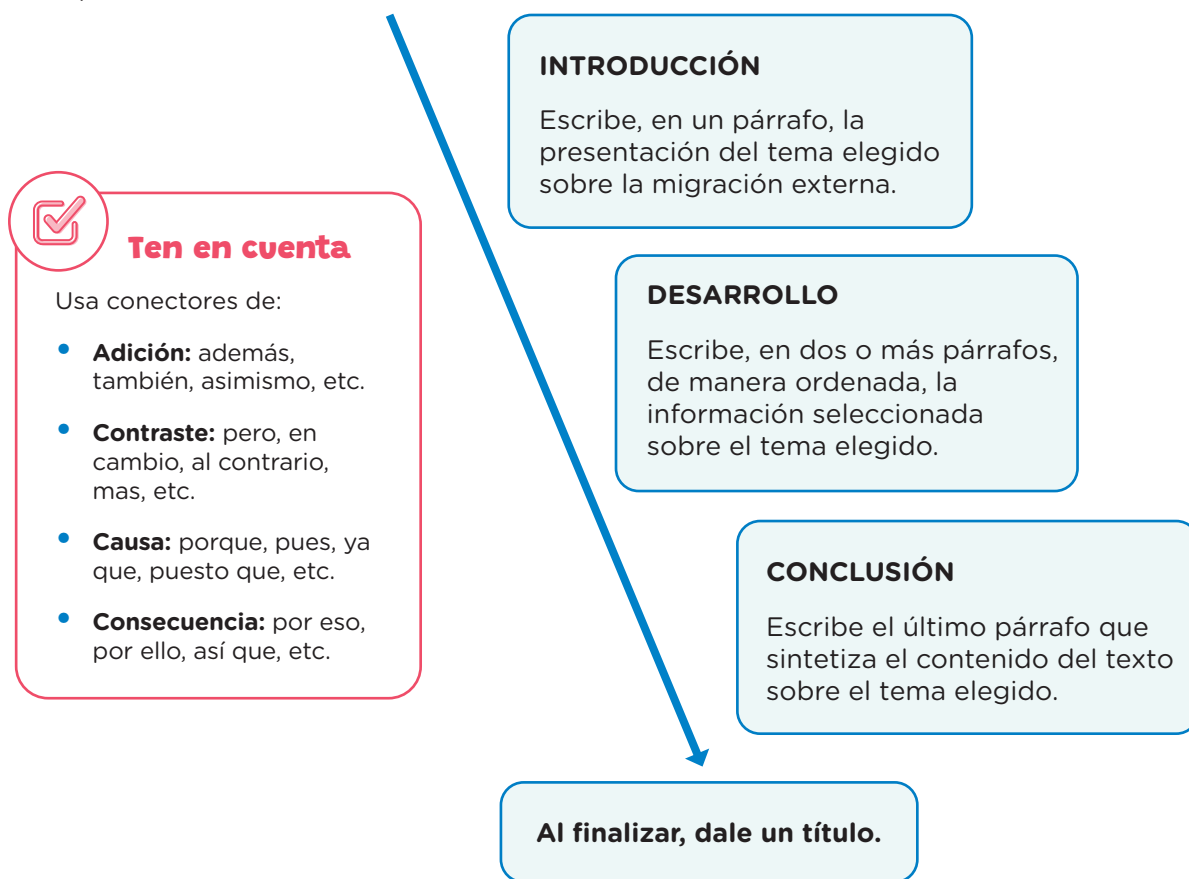 INTRODUCCIÓN
Escribe, en un párrafo, la
presentación del tema elegido
sobre la migración externa.
Ten en cuenta
Usa conectores de:
• Adición: además,
también, asimismo, etc.
• Contraste: pero, en
cambio, al contrario,
mas, etc.
• Causa: porque, pues, ya
que, puesto que, etc.
• Consecuencia: por eso,
por ello, así que, etc.
DESARROLLO
Escribe, en dos o más párrafos,
de manera ordenada, la
información seleccionada
sobre el tema elegido.
CONCLUSIÓN
Escribe el último párrafo que
sintetiza el contenido del texto
sobre el tema elegido.
Al finalizar, dale un título.